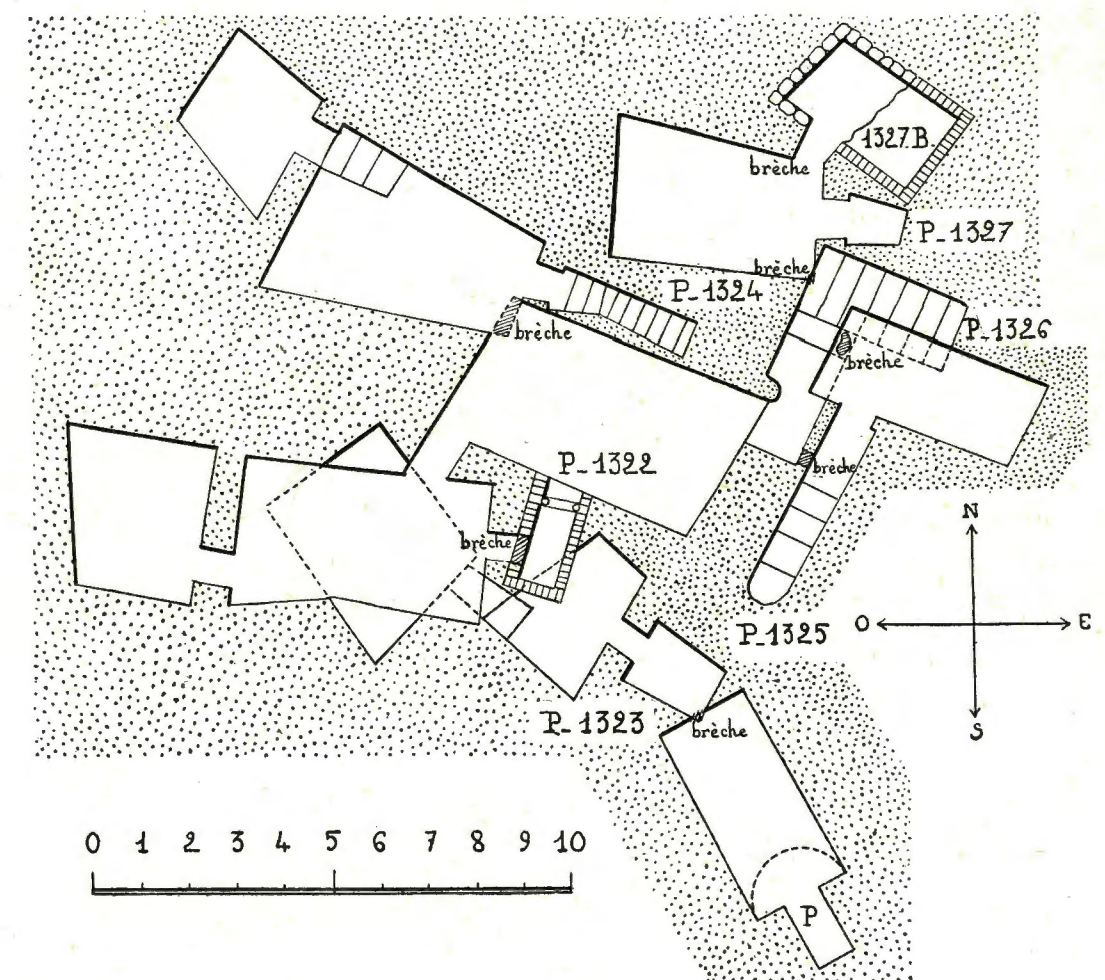 1327B.
brèche
P_1327
brèche
P_1324
P_1326
brèche
brèche
P_1322
brèche
brèche
N
O E
P_1325
S
P_1323
brèche
0 1 2 3 4 5 6 7 8 9 10
P